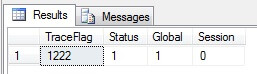 Results Messages
TraceFlag Status Global Session
1 1222 1 1 0